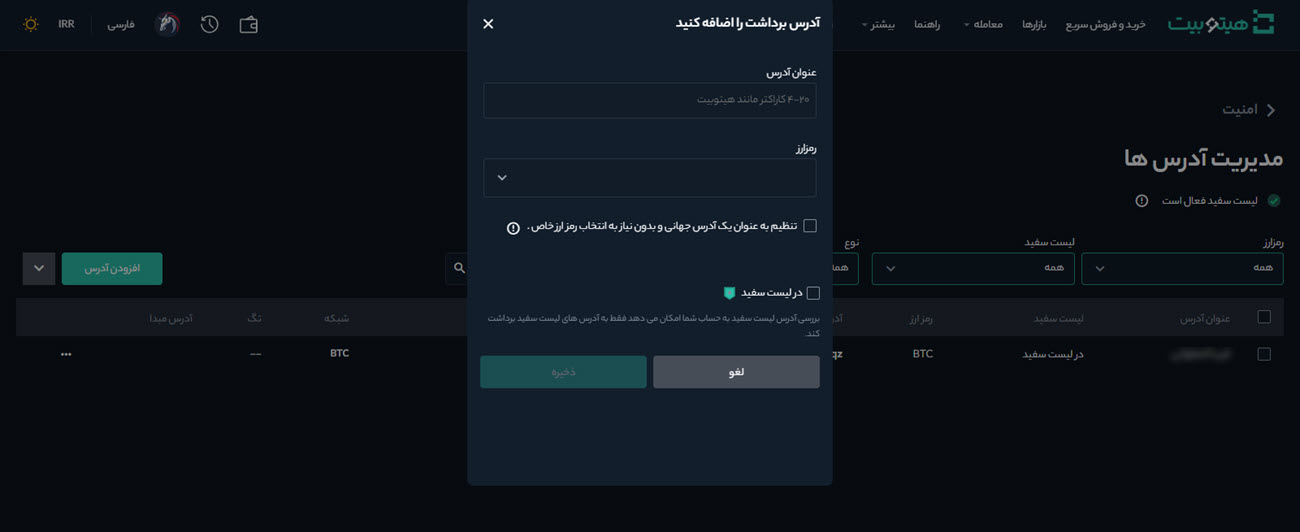 هیتوبیت
خرید و فروش سریع
بازارها
معامله
راهنما
بیشتر
فارسی
IRR
امنیت
مدیریت آدرس ها
لیست سفید فعال است
رمزارز
همه
لیست سفید
همه
نوع
همه
افزودن آدرس
عنوان آدرس
لیست سفید
رمز ارز
شبکه
تگ
آدرس مبدا
در لیست سفید
BTC
BTC
---
آدرس برداشت را اضافه کنید
عنوان آدرس
۴-۲۰ کاراکتر مانند هیتوبیت
رمزارز
تنظیم به عنوان یک آدرس جهانی و بدون نیاز به انتخاب رمز ارز خاص .
در لیست سفید
بررسی آدرس لیست سفید به حساب شما امکان می دهد فقط به آدرس های لیست سفید برداشت
کند.
لغو
ذخیره